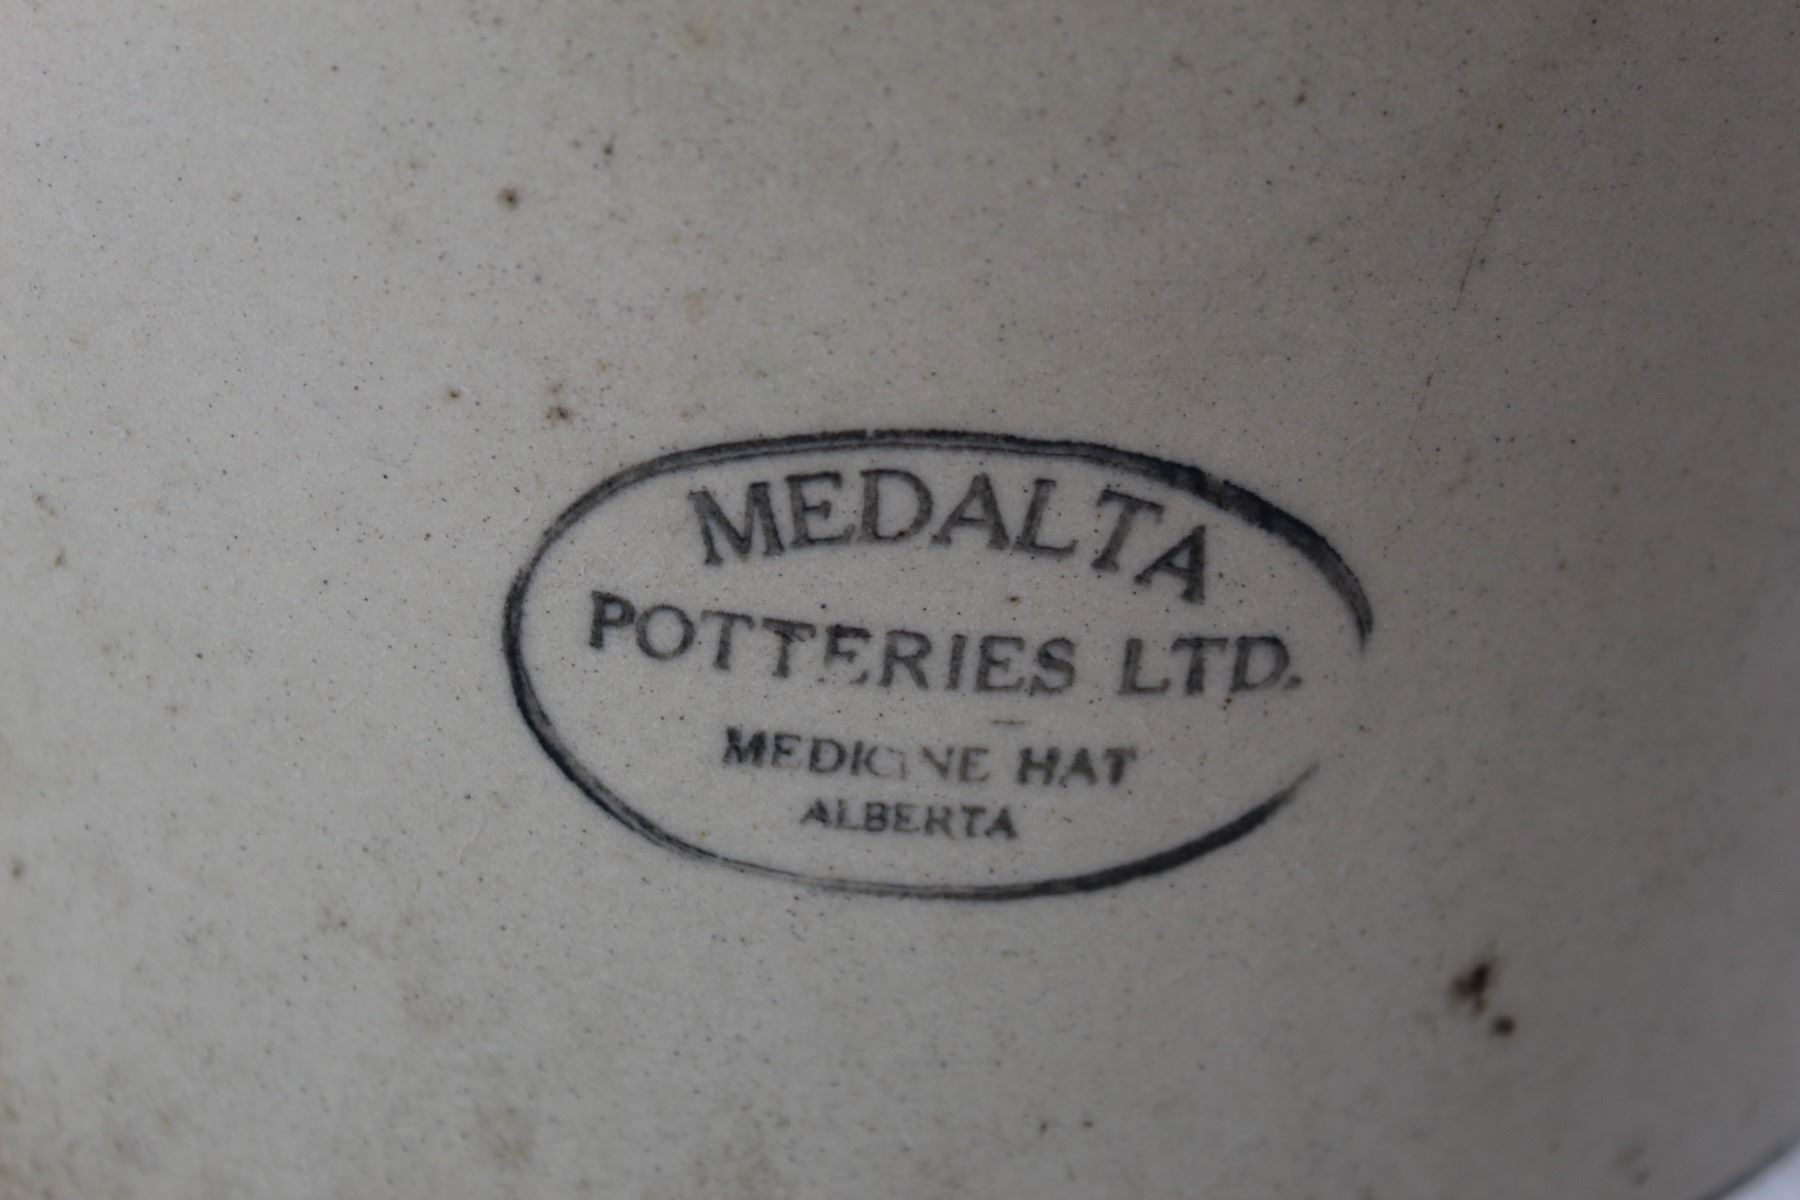 MEDALTA
POTTERIES LTD.
MEDICINE HAT
ALBERTA